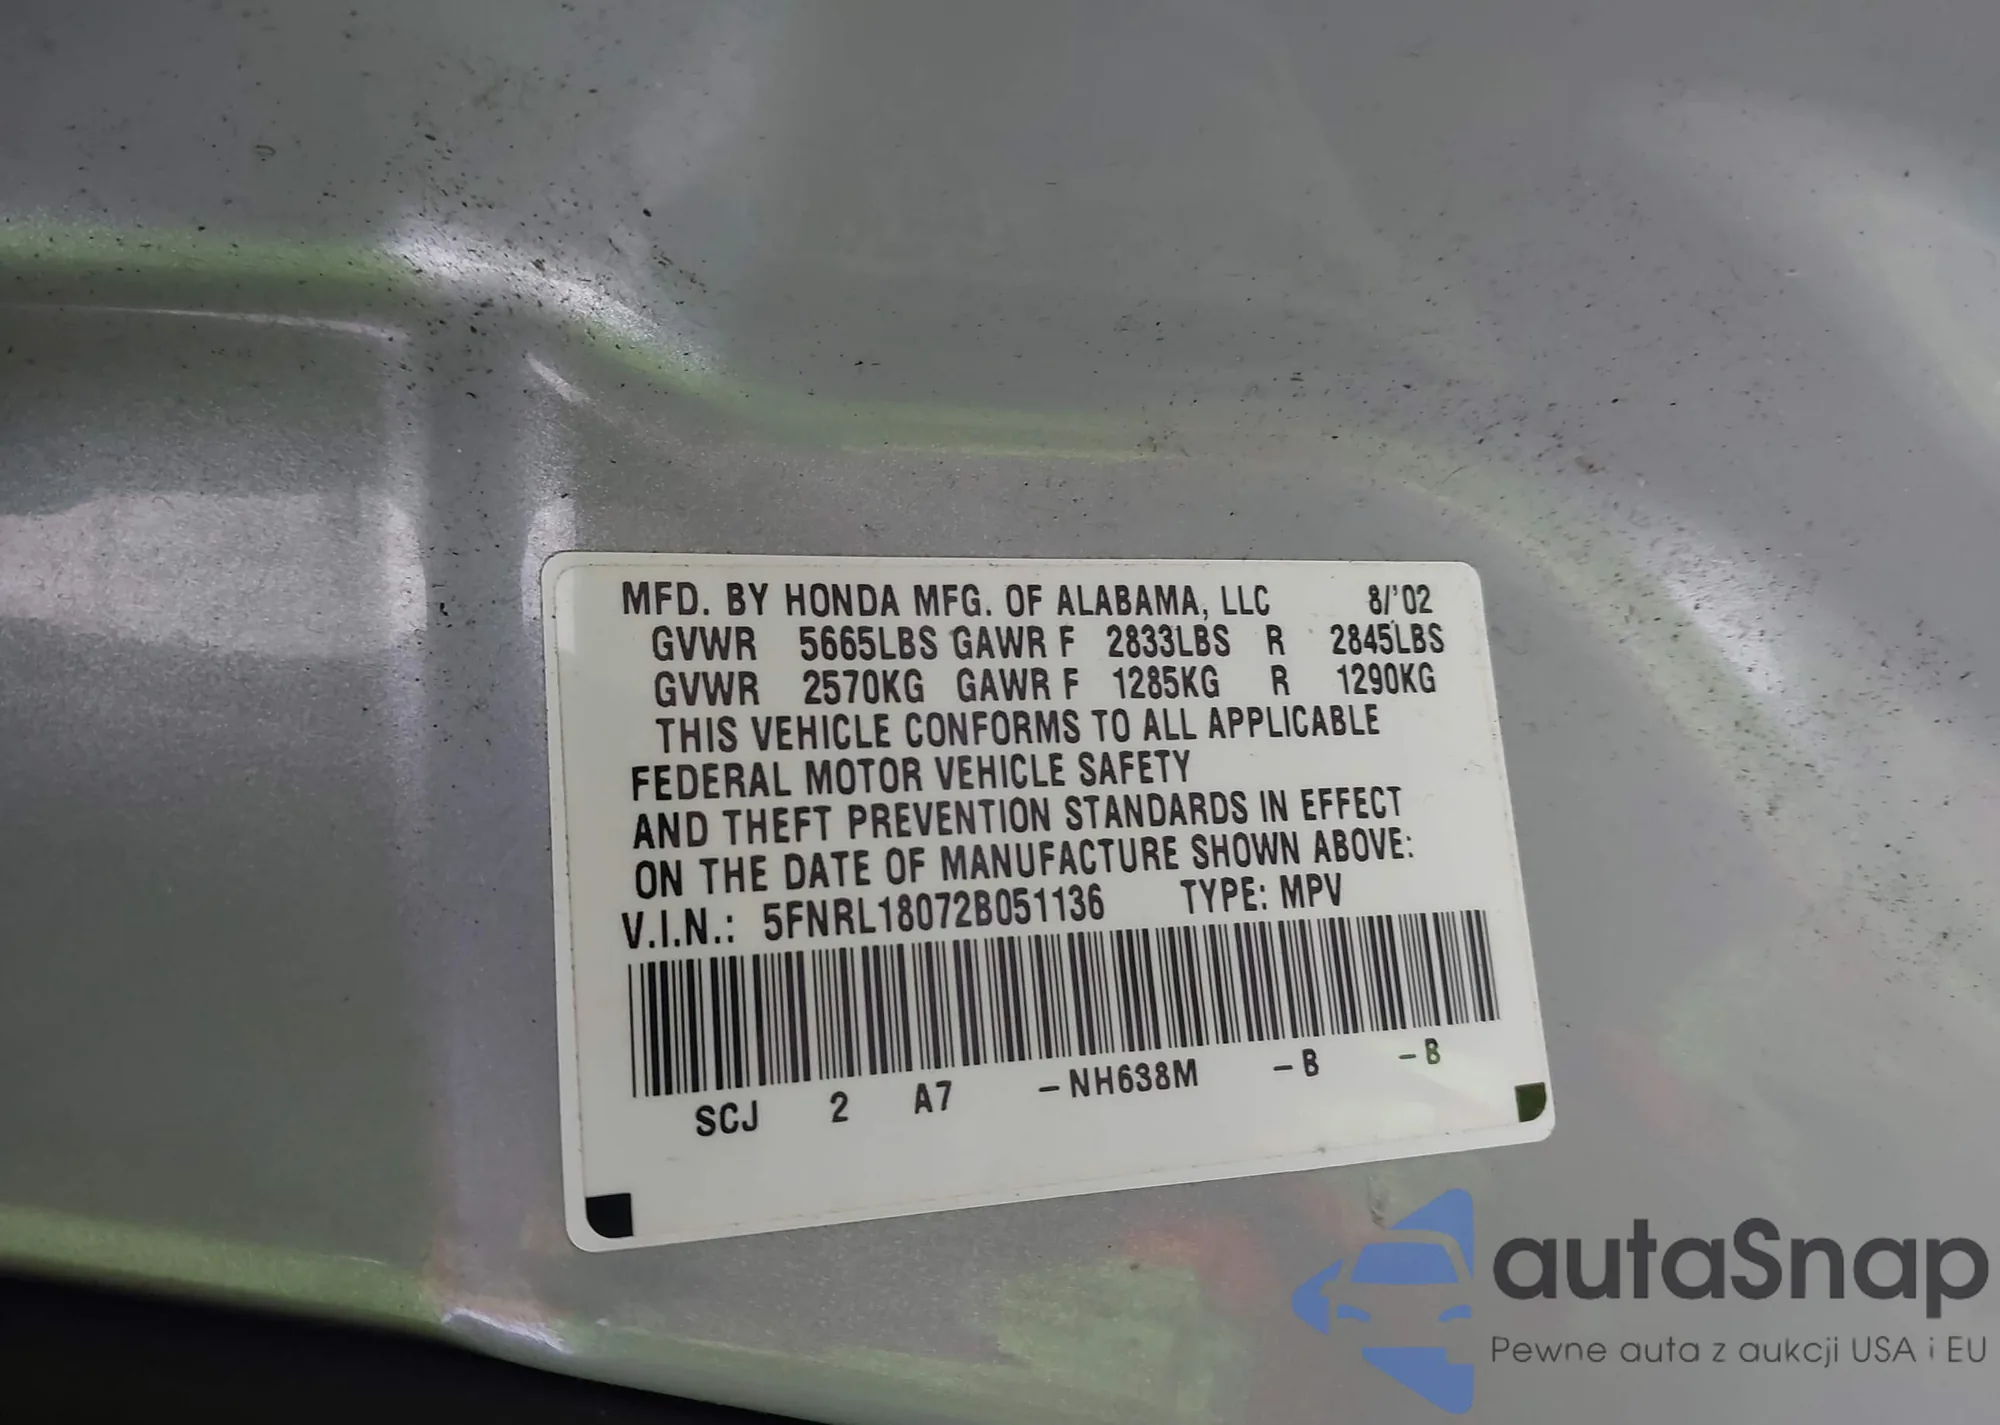 MFD. BY HONDA MFG. OF ALABAMA, LLC 8/'02
GVWR 5665LBS GAWR F 2833LBS R 2845LBS
GVWR 2570KG GAWR F 1285KG R 1290KG
THIS VEHICLE CONFORMS TO ALL APPLICABLE
FEDERAL MOTOR VEHICLE SAFETY
AND THEFT PREVENTION STANDARDS IN EFFECT
ON THE DATE OF MANUFACTURE SHOWN ABOVE:
V.I.N.: 5FNRL18072B051136 TYPE: MPV
SCJ 2 A7 -NH638M -B -B
autaSnap
Pewne auta z aukcji USA i EU